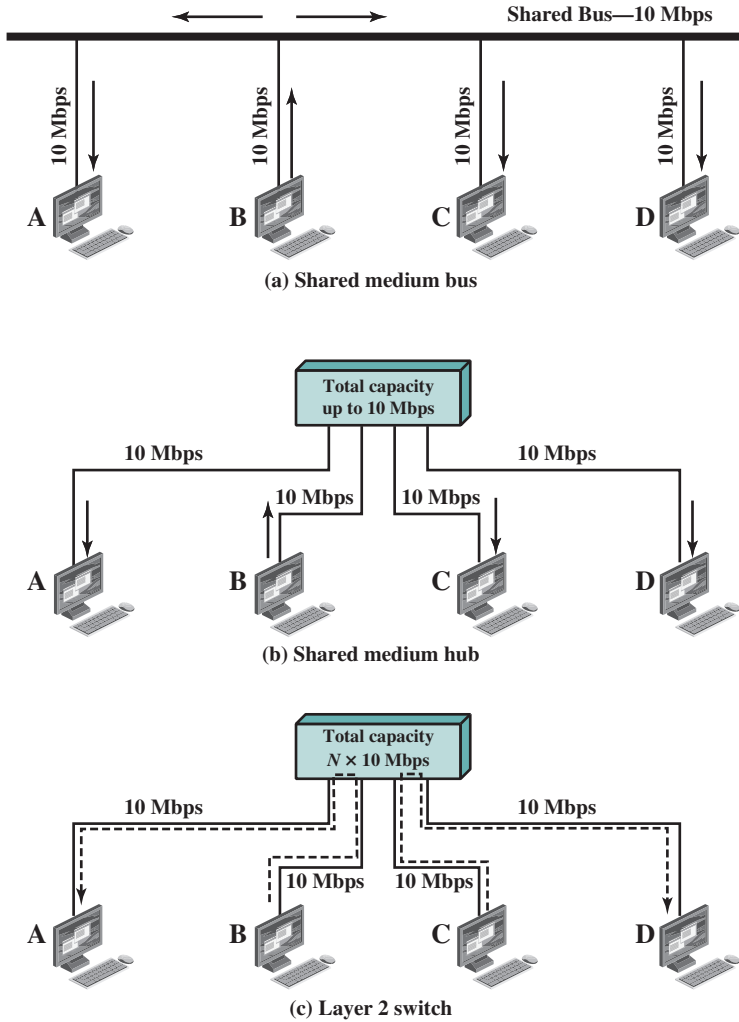 Shared Bus—10 Mbps
10 Mbps
10 Mbps
10 Mbps
10 Mbps
A
B
C
D
(a) Shared medium bus
Total capacity
up to 10 Mbps
10 Mbps
10 Mbps
10 Mbps
10 Mbps
A
B
C
D
(b) Shared medium hub
Total capacity
N × 10 Mbps
10 Mbps
10 Mbps
10 Mbps
10 Mbps
A
B
C
D
(c) Layer 2 switch